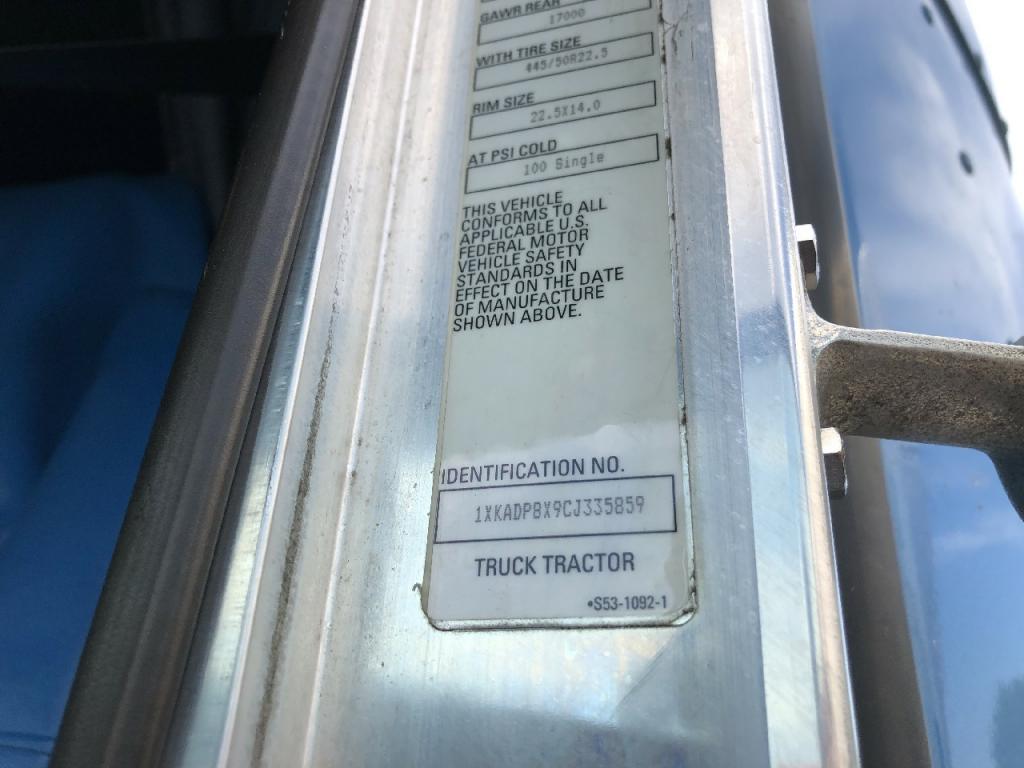 GAWR REAR
17000
WITH TIRE SIZE
445/50R22.5
RIM SIZE
22.5X14.0
AT PSI COLD
100 Single
THIS VEHICLE
CONFORMS TO ALL
APPLICABLE U.S.
FEDERAL MOTOR
VEHICLE SAFETY
STANDARDS IN
EFFECT ON THE DATE
OF MANUFACTURE
SHOWN ABOVE.
IDENTIFICATION NO.
1XKADP8X9CJ335859
TRUCK TRACTOR
•S53-1092-1